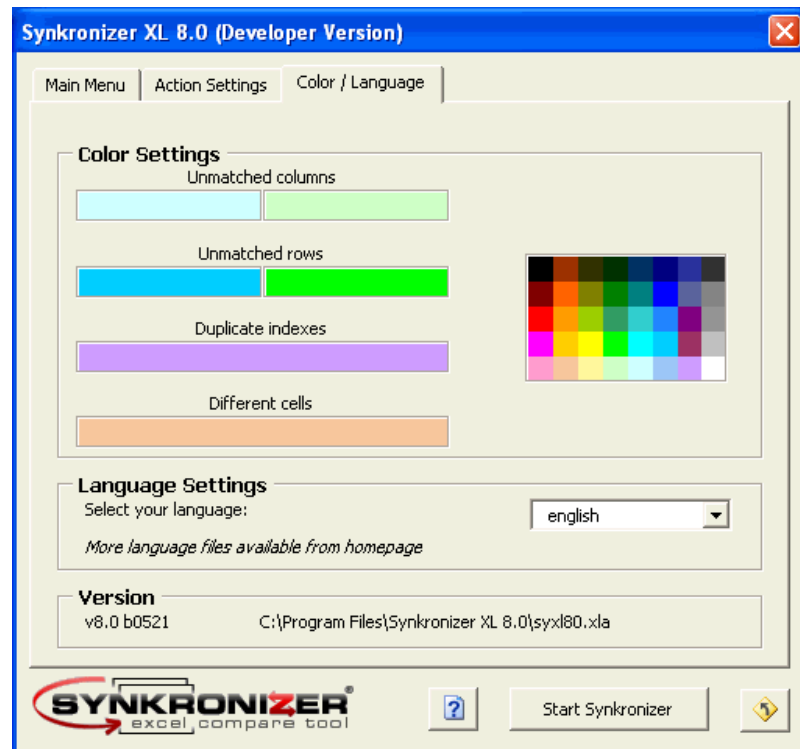 Synkronizer XL 8.0 (Developer Version)
Main Menu Action Settings Color / Language
Color Settings
Unmatched columns
Unmatched rows
Duplicate indexes
Different cells
Language Settings
Select your language: english
More language files available from homepage
Version
v8.0 b0521 C:\Program Files\Synkronizer XL 8.0\syxl80.xla
SYNKRONIZER®
excel compare tool
? Start Synkronizer